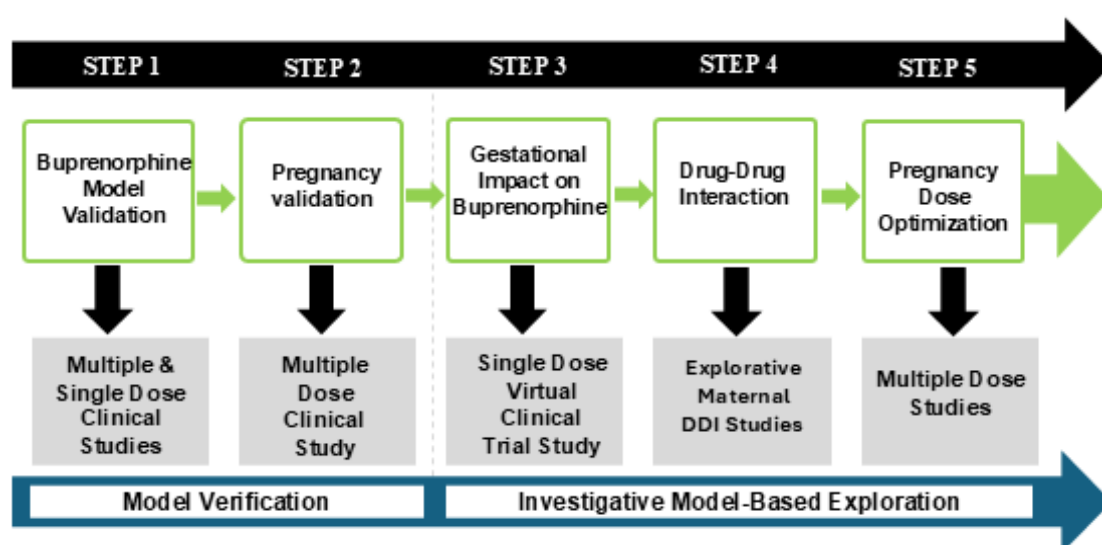 STEP 1
STEP 2
STEP 3
STEP 4
STEP 5
Buprenorphine
Model
Validation
Pregnancy
validation
Gestational
Impact on
Buprenorphine
Drug-Drug
Interaction
Pregnancy
Dose
Optimization
Multiple &
Single Dose
Clinical
Studies
Multiple
Dose
Clinical
Study
Single Dose
Virtual
Clinical
Trial Study
Explorative
Maternal
DDI Studies
Multiple Dose
Studies
Model Verification
Investigative Model-Based Exploration